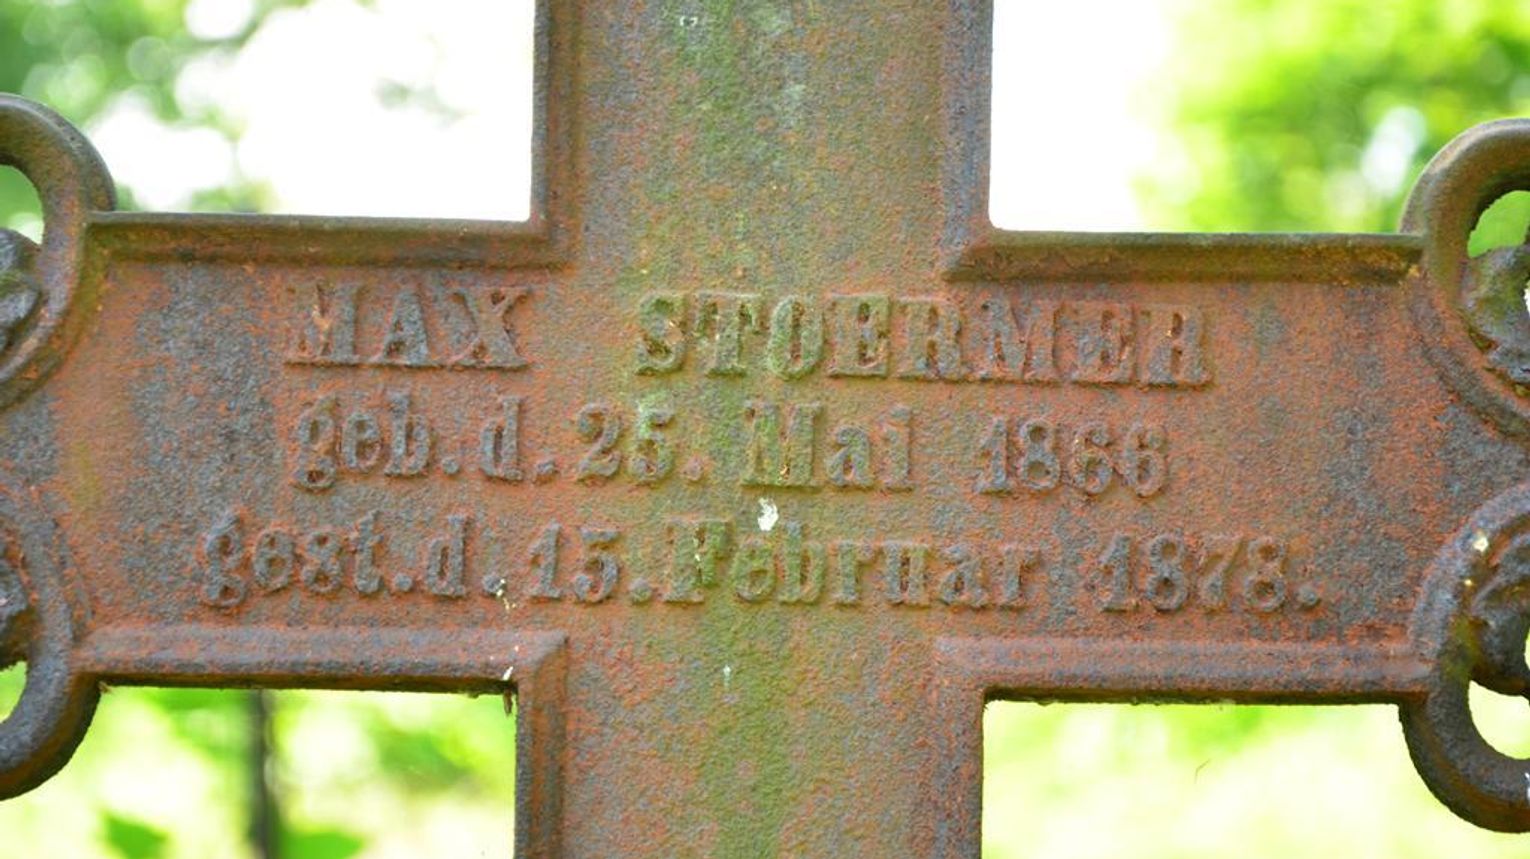 MAX STOERMER
geb. d. 25. Mai 1866
gest. d. 15. Februar 1878.